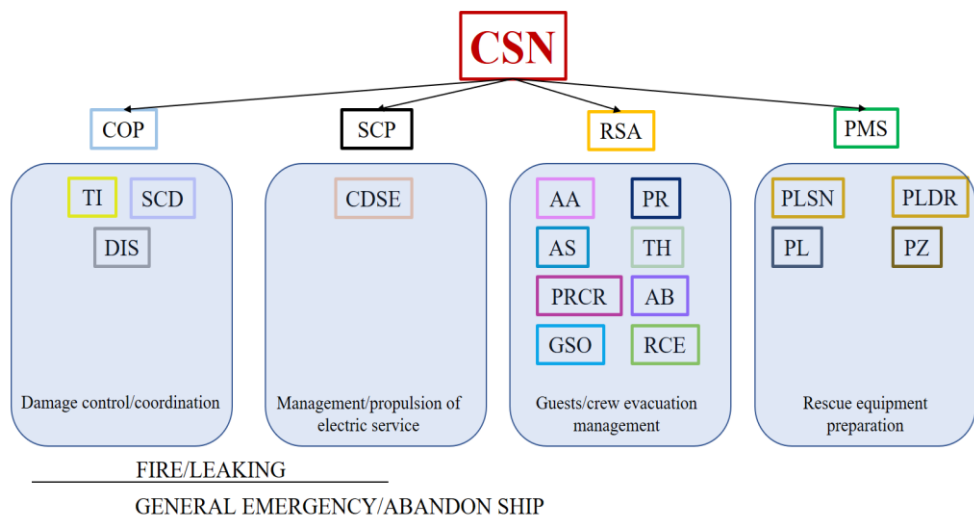 CSN
COP
SCP
RSA
PMS
TI
SCD
DIS
Damage control/coordination
CDSE
Management/propulsion of
electric service
AA
PR
AS
TH
PRCR
AB
GSO
RCE
Guests/crew evacuation
management
PLSN
PLDR
PL
PZ
Rescue equipment
preparation
FIRE/LEAKING
GENERAL EMERGENCY/ABANDON SHIP